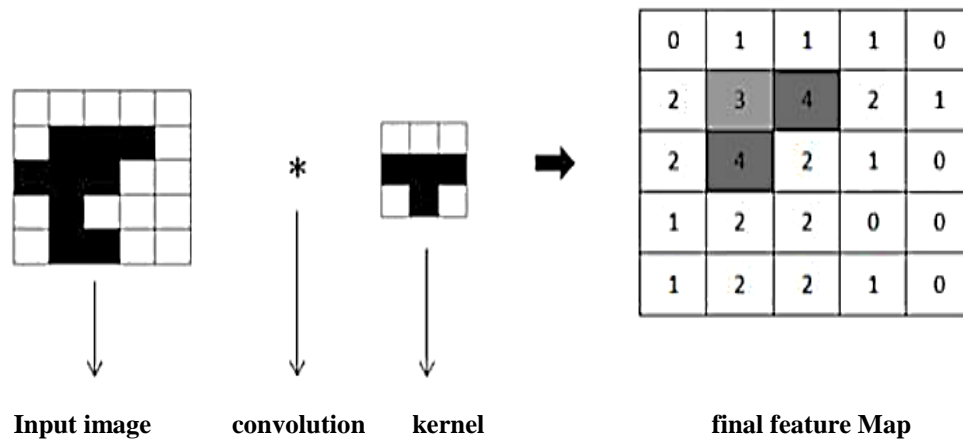 0 1 1 1 0
2 3 4 2 1
*
2 4 2 1 0
1 2 2 0 0
1 2 2 1 0
Input image convolution kernel final feature Map